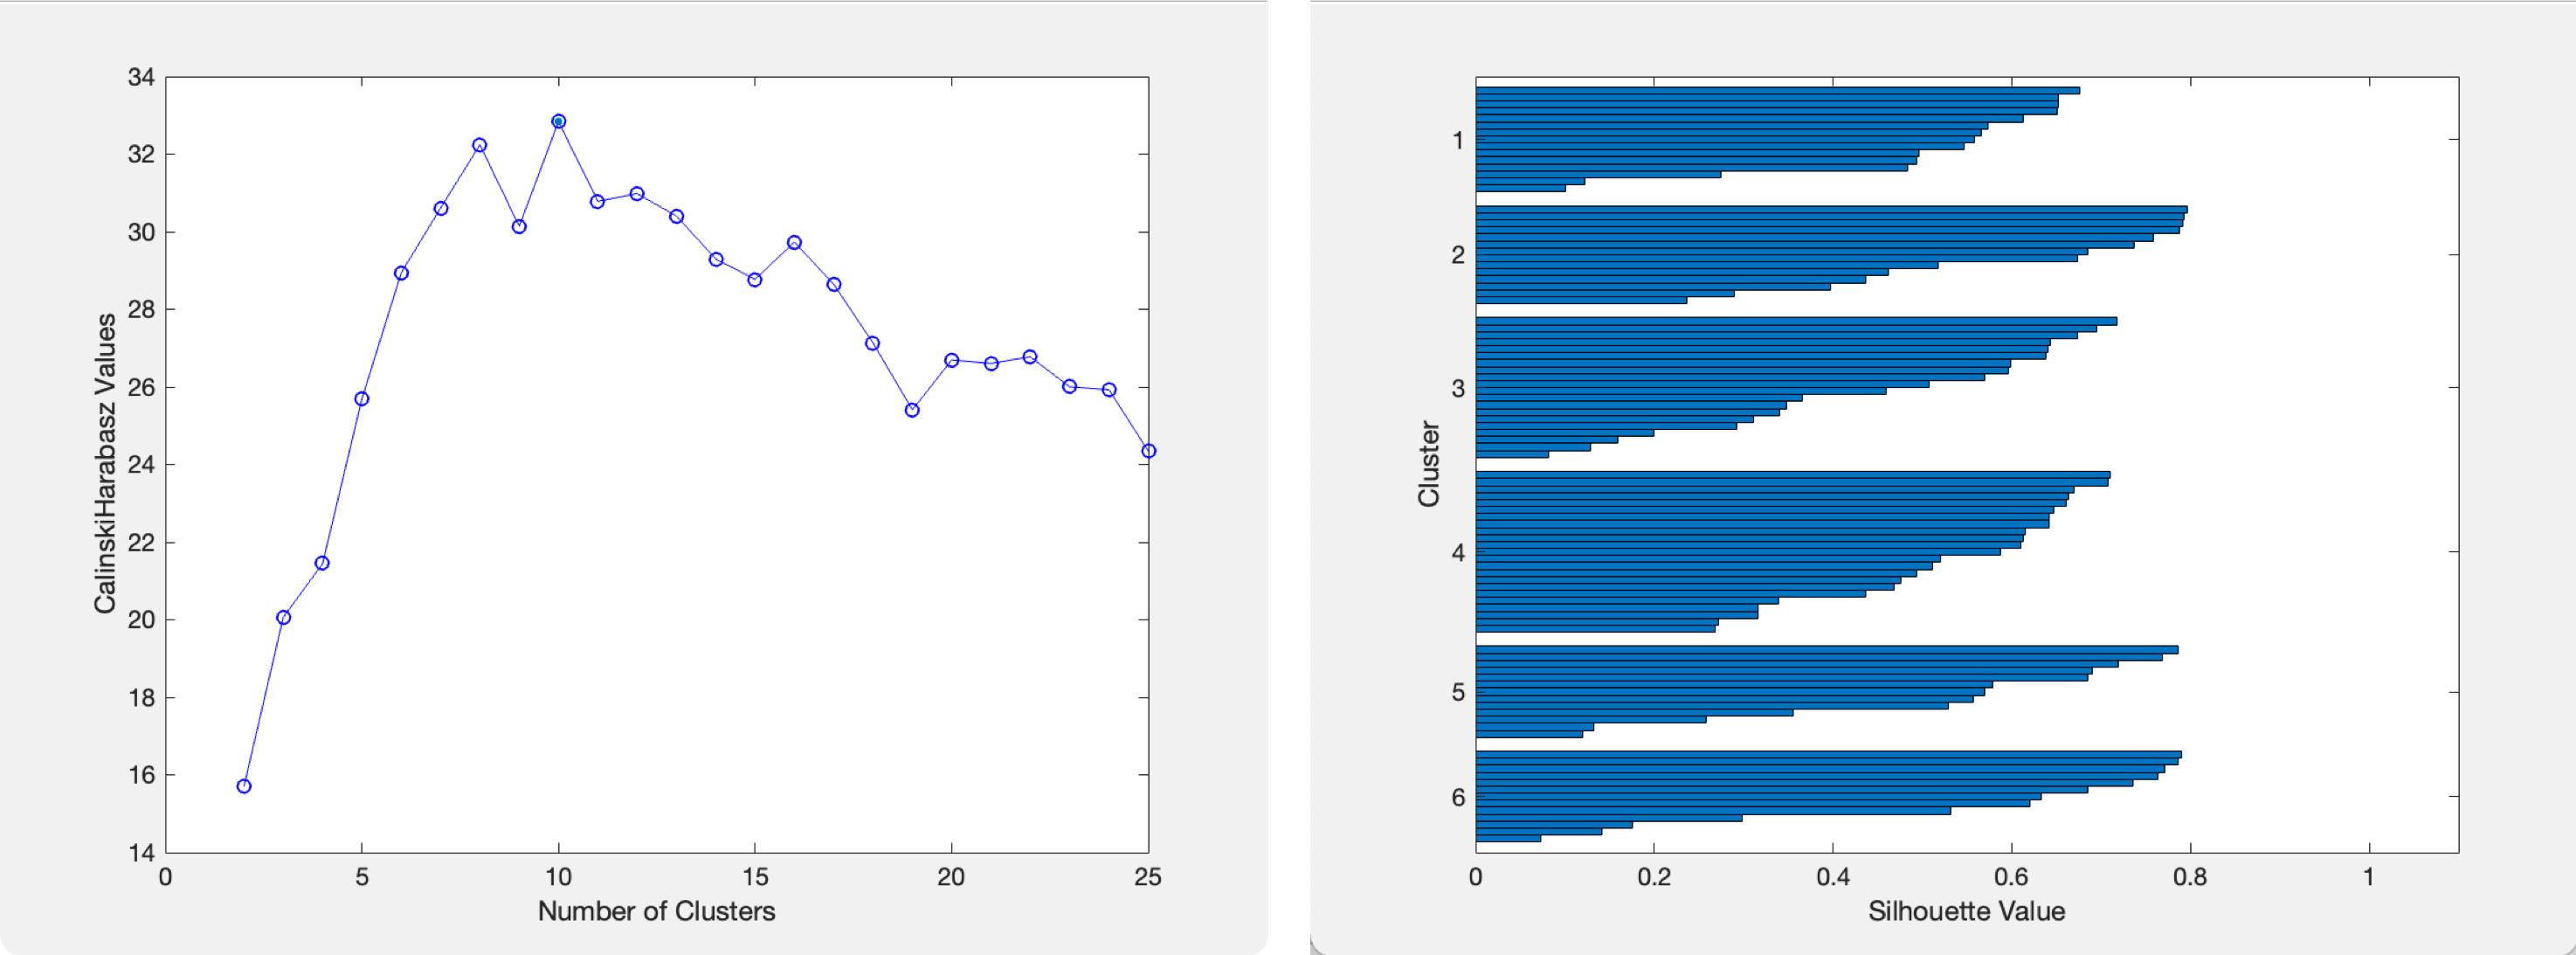 34
32
30
28
26
24
22
20
18
16
14
CalinskiHarabasz Values
0 5 10 15 20 25
Number of Clusters
1
2
3
4
5
6
Cluster
0 0.2 0.4 0.6 0.8 1
Silhouette Value